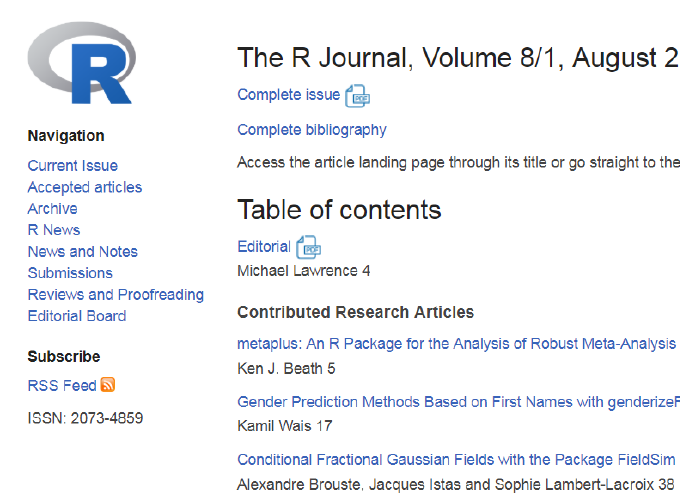 R
Navigation
Current Issue
Accepted articles
Archive
R News
News and Notes
Submissions
Reviews and Proofreading
Editorial Board
Subscribe
RSS Feed
ISSN: 2073-4859
The R Journal, Volume 8/1, August 2
Complete issue PDF
Complete bibliography
Access the article landing page through its title or go straight to the
Table of contents
Editorial PDF
Michael Lawrence 4
Contributed Research Articles
metaplus: An R Package for the Analysis of Robust Meta-Analysis
Ken J. Beath 5
Gender Prediction Methods Based on First Names with genderizeF
Kamil Wais 17
Conditional Fractional Gaussian Fields with the Package FieldSim
Alexandre Brouste, Jacques Istas and Sophie Lambert-Lacroix 38